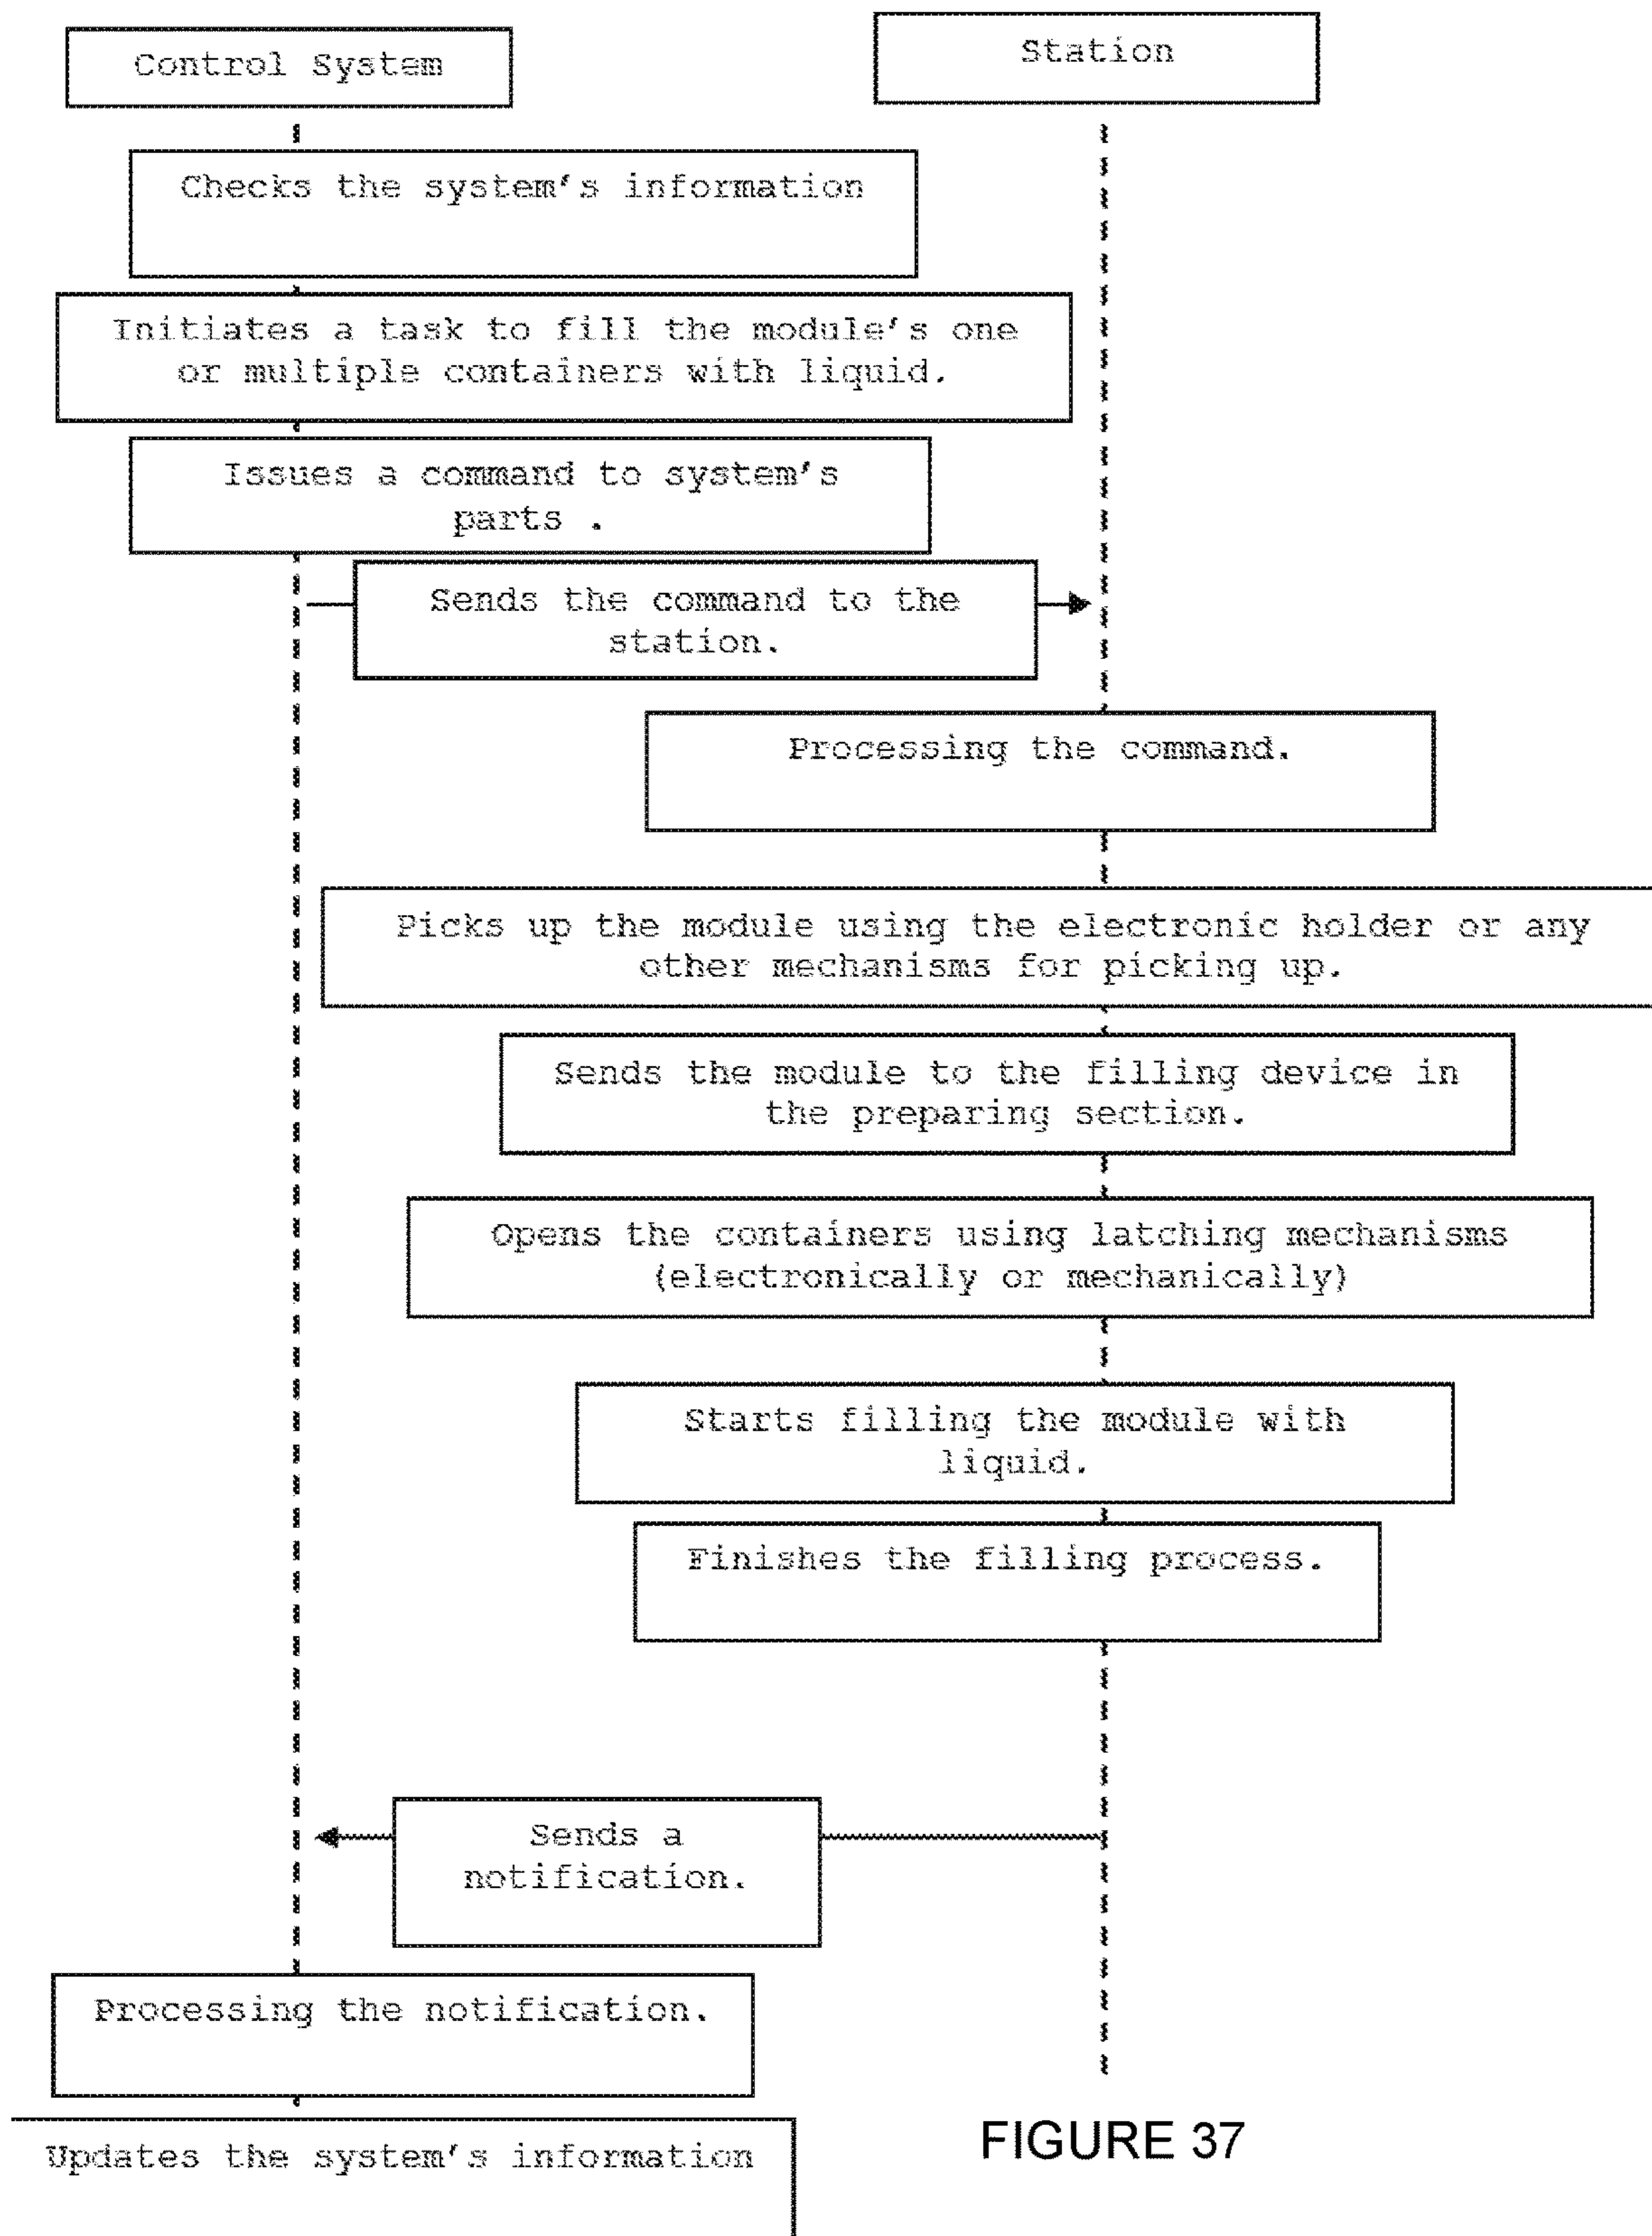 Control System
Station
Checks the system's information
Initiates a task to fill the module's one
or multiple containers with liquid.
Issues a command to system's
parts .
Sends the command to the
station.
Processing the command.
Picks up the module using the electronic holder or any
other mechanisms for picking up.
Sends the module to the filling device in
the preparing section.
Opens the containers using latching mechanisms
(electronically or mechanically)
Starts filling the module with
liquid.
Finishes the filling process.
Sends a
notification.
Processing the notification.
Updates the system's information
FIGURE 37